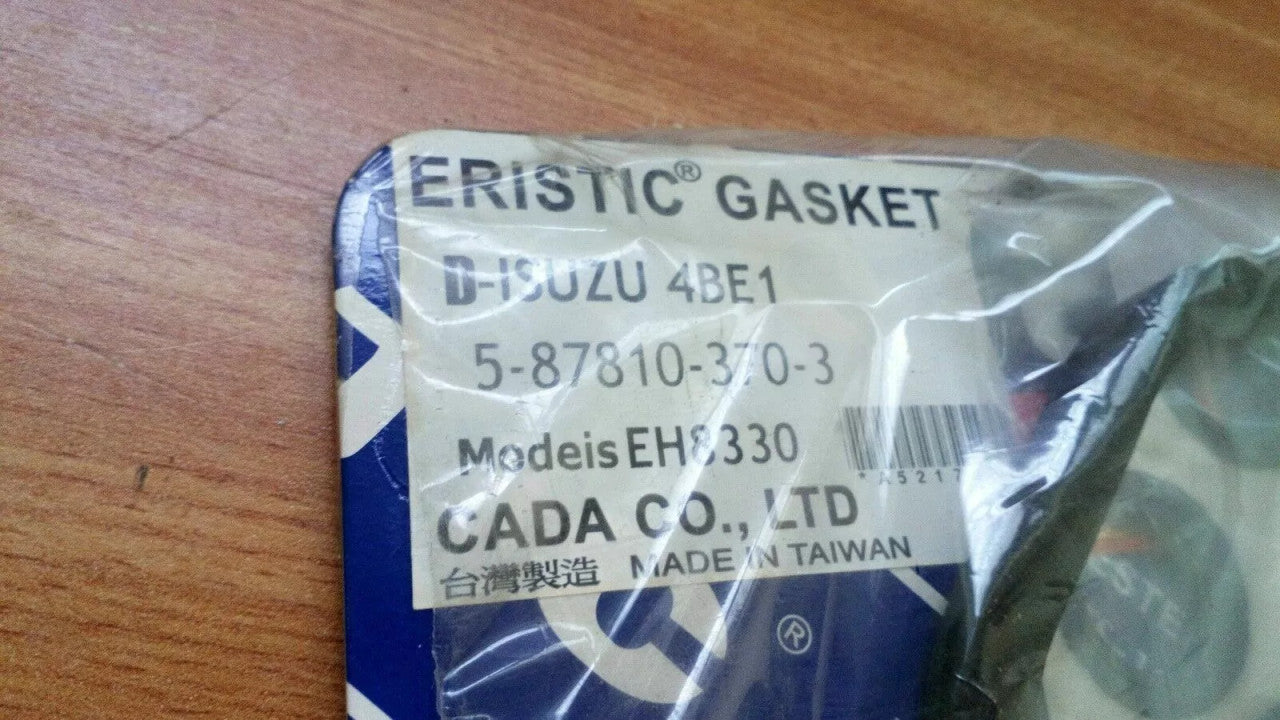 ERISTIC® GASKET
D-ISUZU 4BE1
5-87810-370-3
Modeis EH8330
*A5217
CADA CO., LTD
台灣製造 MADE IN TAIWAN
®